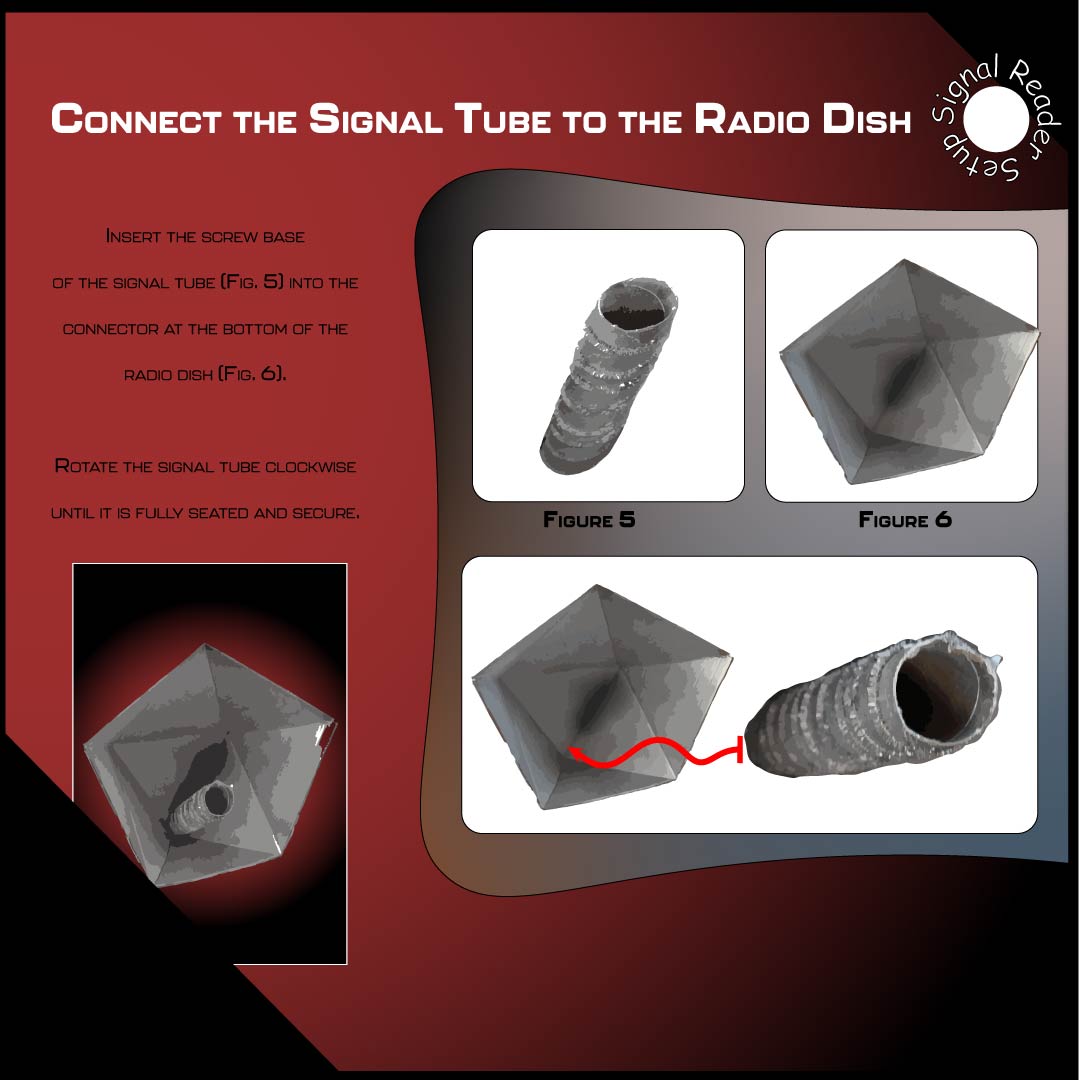 Connect the Signal Tube to the Radio Dish
Signal Reader Setup
Insert the screw base
of the signal tube (Fig. 5) into the
connector at the bottom of the
radio dish (Fig. 6).
Rotate the signal tube clockwise
until it is fully seated and secure.
Figure 5
Figure 6